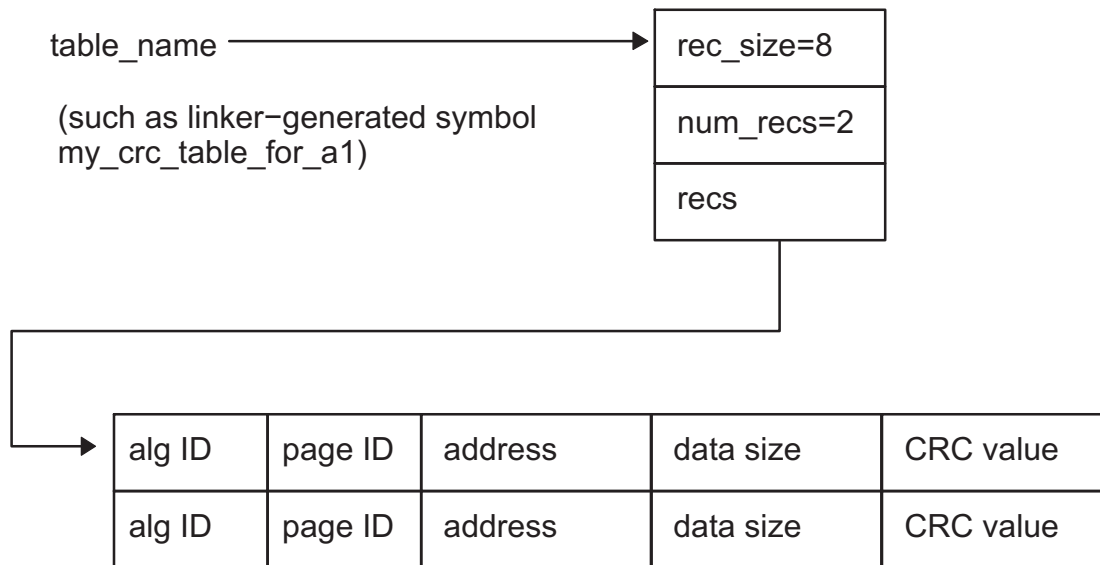 table_name
rec_size=8
(such as linker−generated symbol
my_crc_table_for_a1)
num_recs=2
recs
alg ID page ID address data size CRC value
alg ID page ID address data size CRC value